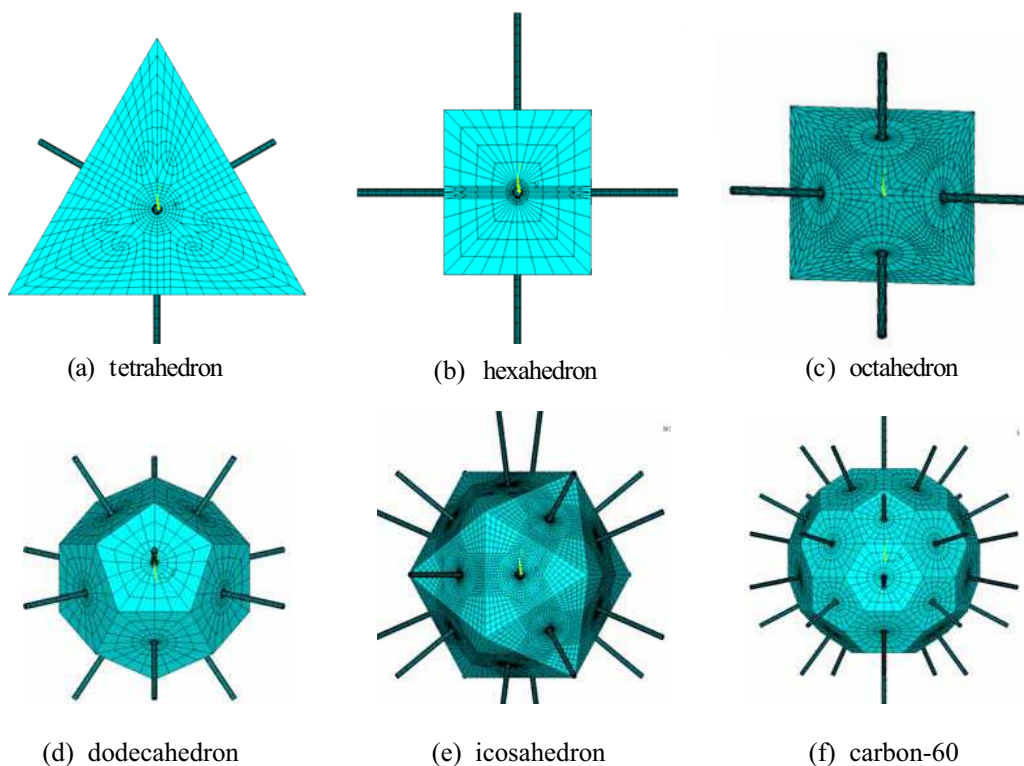 (a) tetrahedron
(b) hexahedron
(c) octahedron
(d) dodecahedron
(e) icosahedron
(f) carbon-60